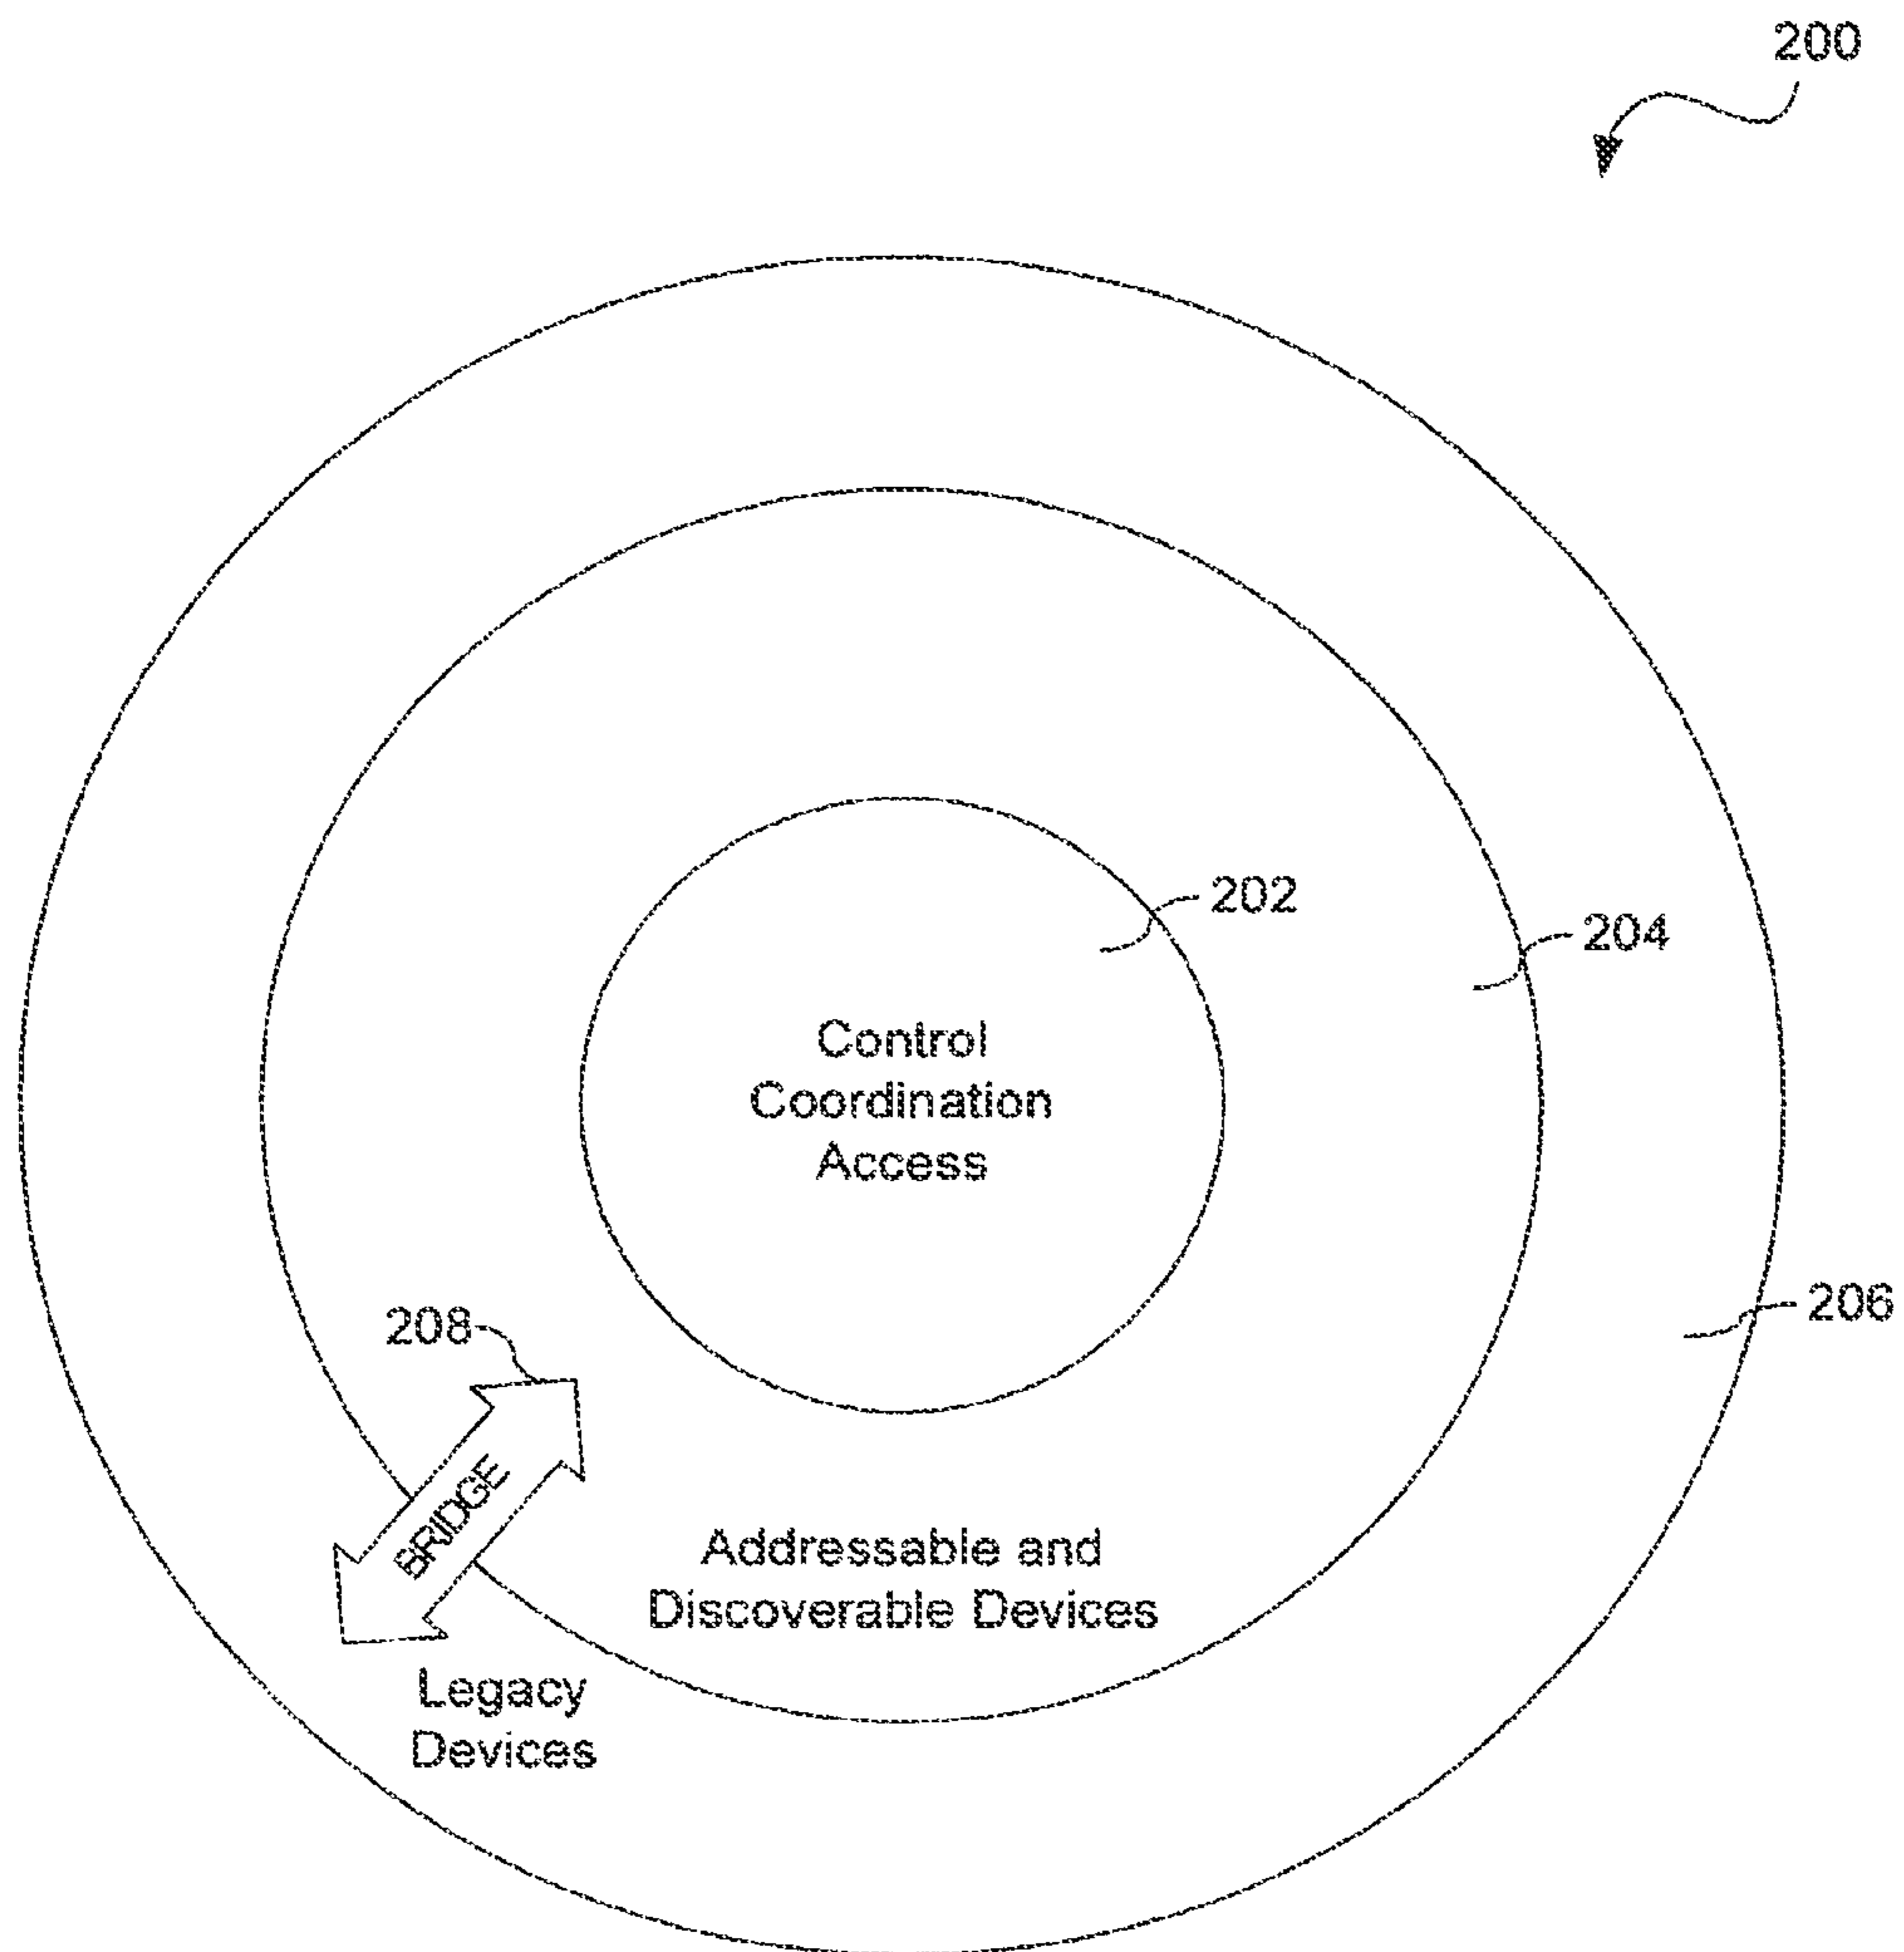 200
202
204
Control
Coordination
Access
206
208
BRIDGE
Addressable and
Discoverable Devices
Legacy
Devices